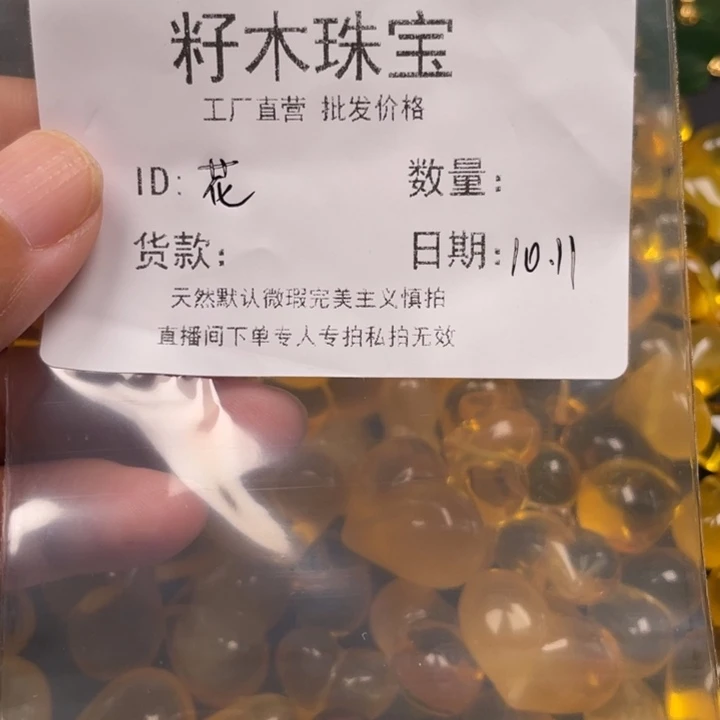 籽木珠宝
工厂直营 批发价格
ID: 花 数量:
货款: 日期: 10.11
天然默认微瑕完美主义慎拍
直播间下单专人专拍私拍无效